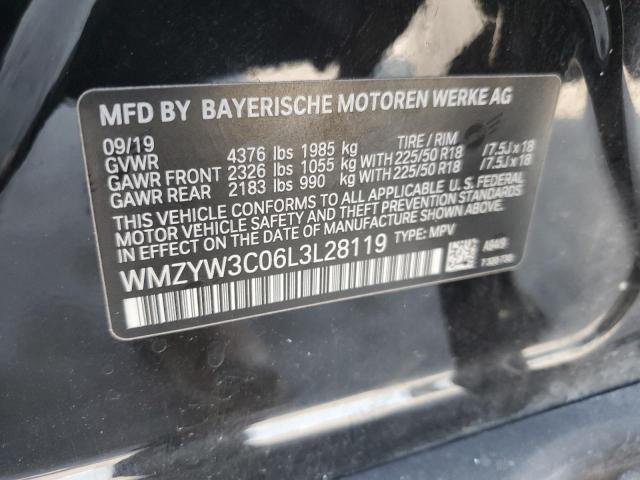 MFD BY BAYERISCHE MOTOREN WERKE AG
09/19 TIRE / RIM
GVWR 4376 lbs 1985 kg
GAWR FRONT 2326 lbs 1055 kg WITH 225/50 R18 /7.5J x 18
GAWR REAR 2183 lbs 990 kg WITH 225/50 R18 /7.5J x 18
THIS VEHICLE CONFORMS TO ALL APPLICABLE U.S. FEDERAL
MOTOR VEHICLE SAFETY AND THEFT PREVENTION STANDARDS
IN EFFECT ON THE DATE OF MANUFACTURE SHOWN ABOVE.
WMZYW3C06L3L28119 TYPE: MPV